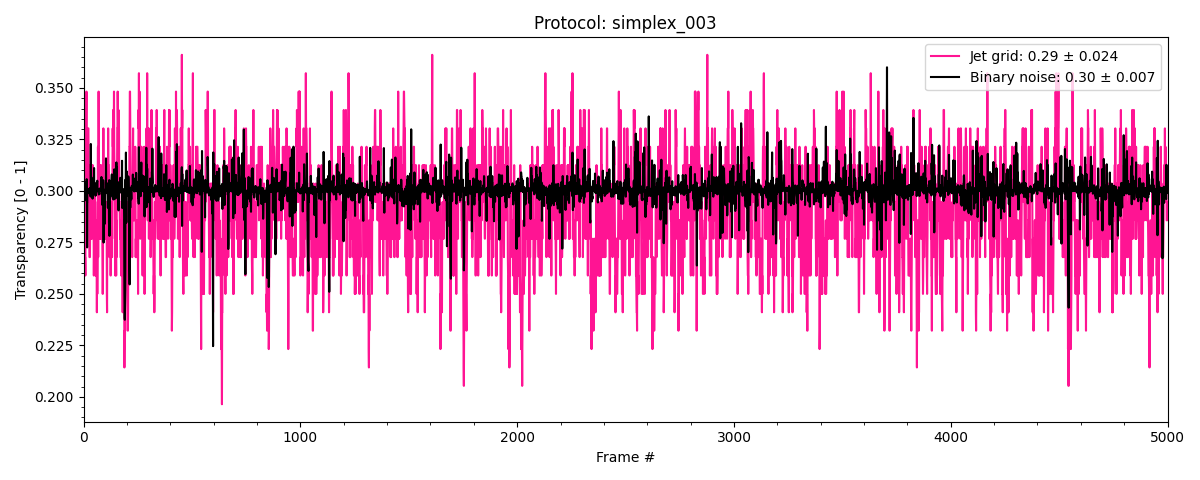 Protocol: simplex_003
Jet grid: 0.29 ± 0.024
Binary noise: 0.30 ± 0.007
Transparency [0 - 1]
0.350
0.325
0.300
0.275
0.250
0.225
0.200
0 1000 2000 3000 4000 5000
Frame #